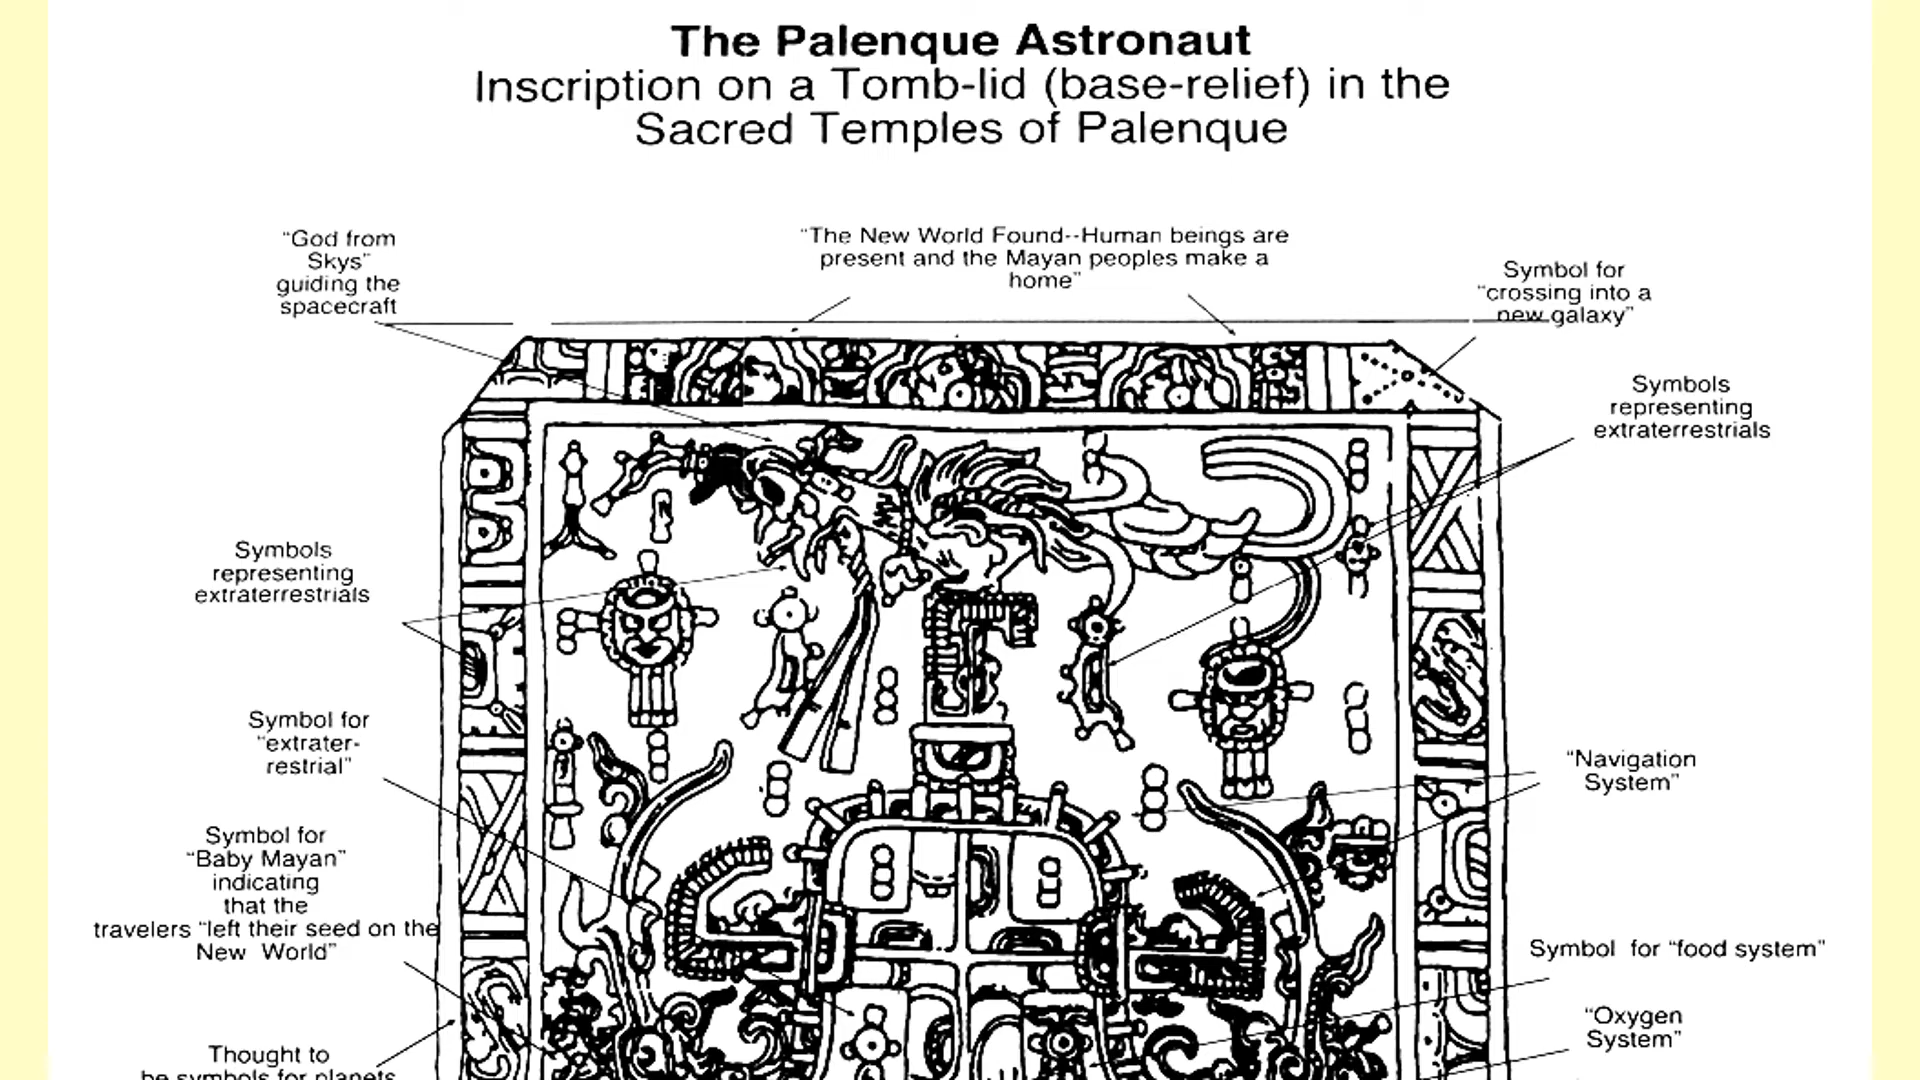 The Palenque Astronaut
Inscription on a Tomb-lid (base-relief) in the
Sacred Temples of Palenque
“God from
Skys”
guiding the
spacecraft
“The New World Found--Human beings are
present and the Mayan peoples make a
home”
Symbol for
“crossing into a
new galaxy”
Symbols
representing
extraterrestrials
Symbols
representing
extraterrestrials
Symbol for
“extrater-
restrial”
“Navigation
System”
Symbol for
“Baby Mayan”
indicating
that the
travelers “left their seed on the
New World”
Symbol for “food system”
“Oxygen
System”
Thought to
be symbols for planets